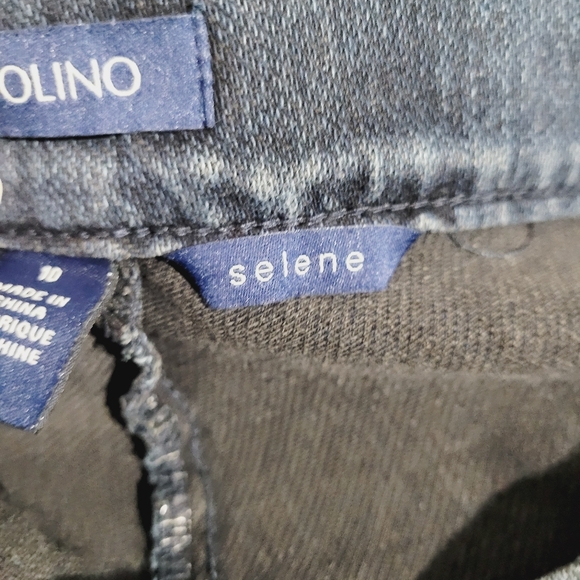 OLINO
selene
10
MADE IN
CHINA
RIQUE
HINE